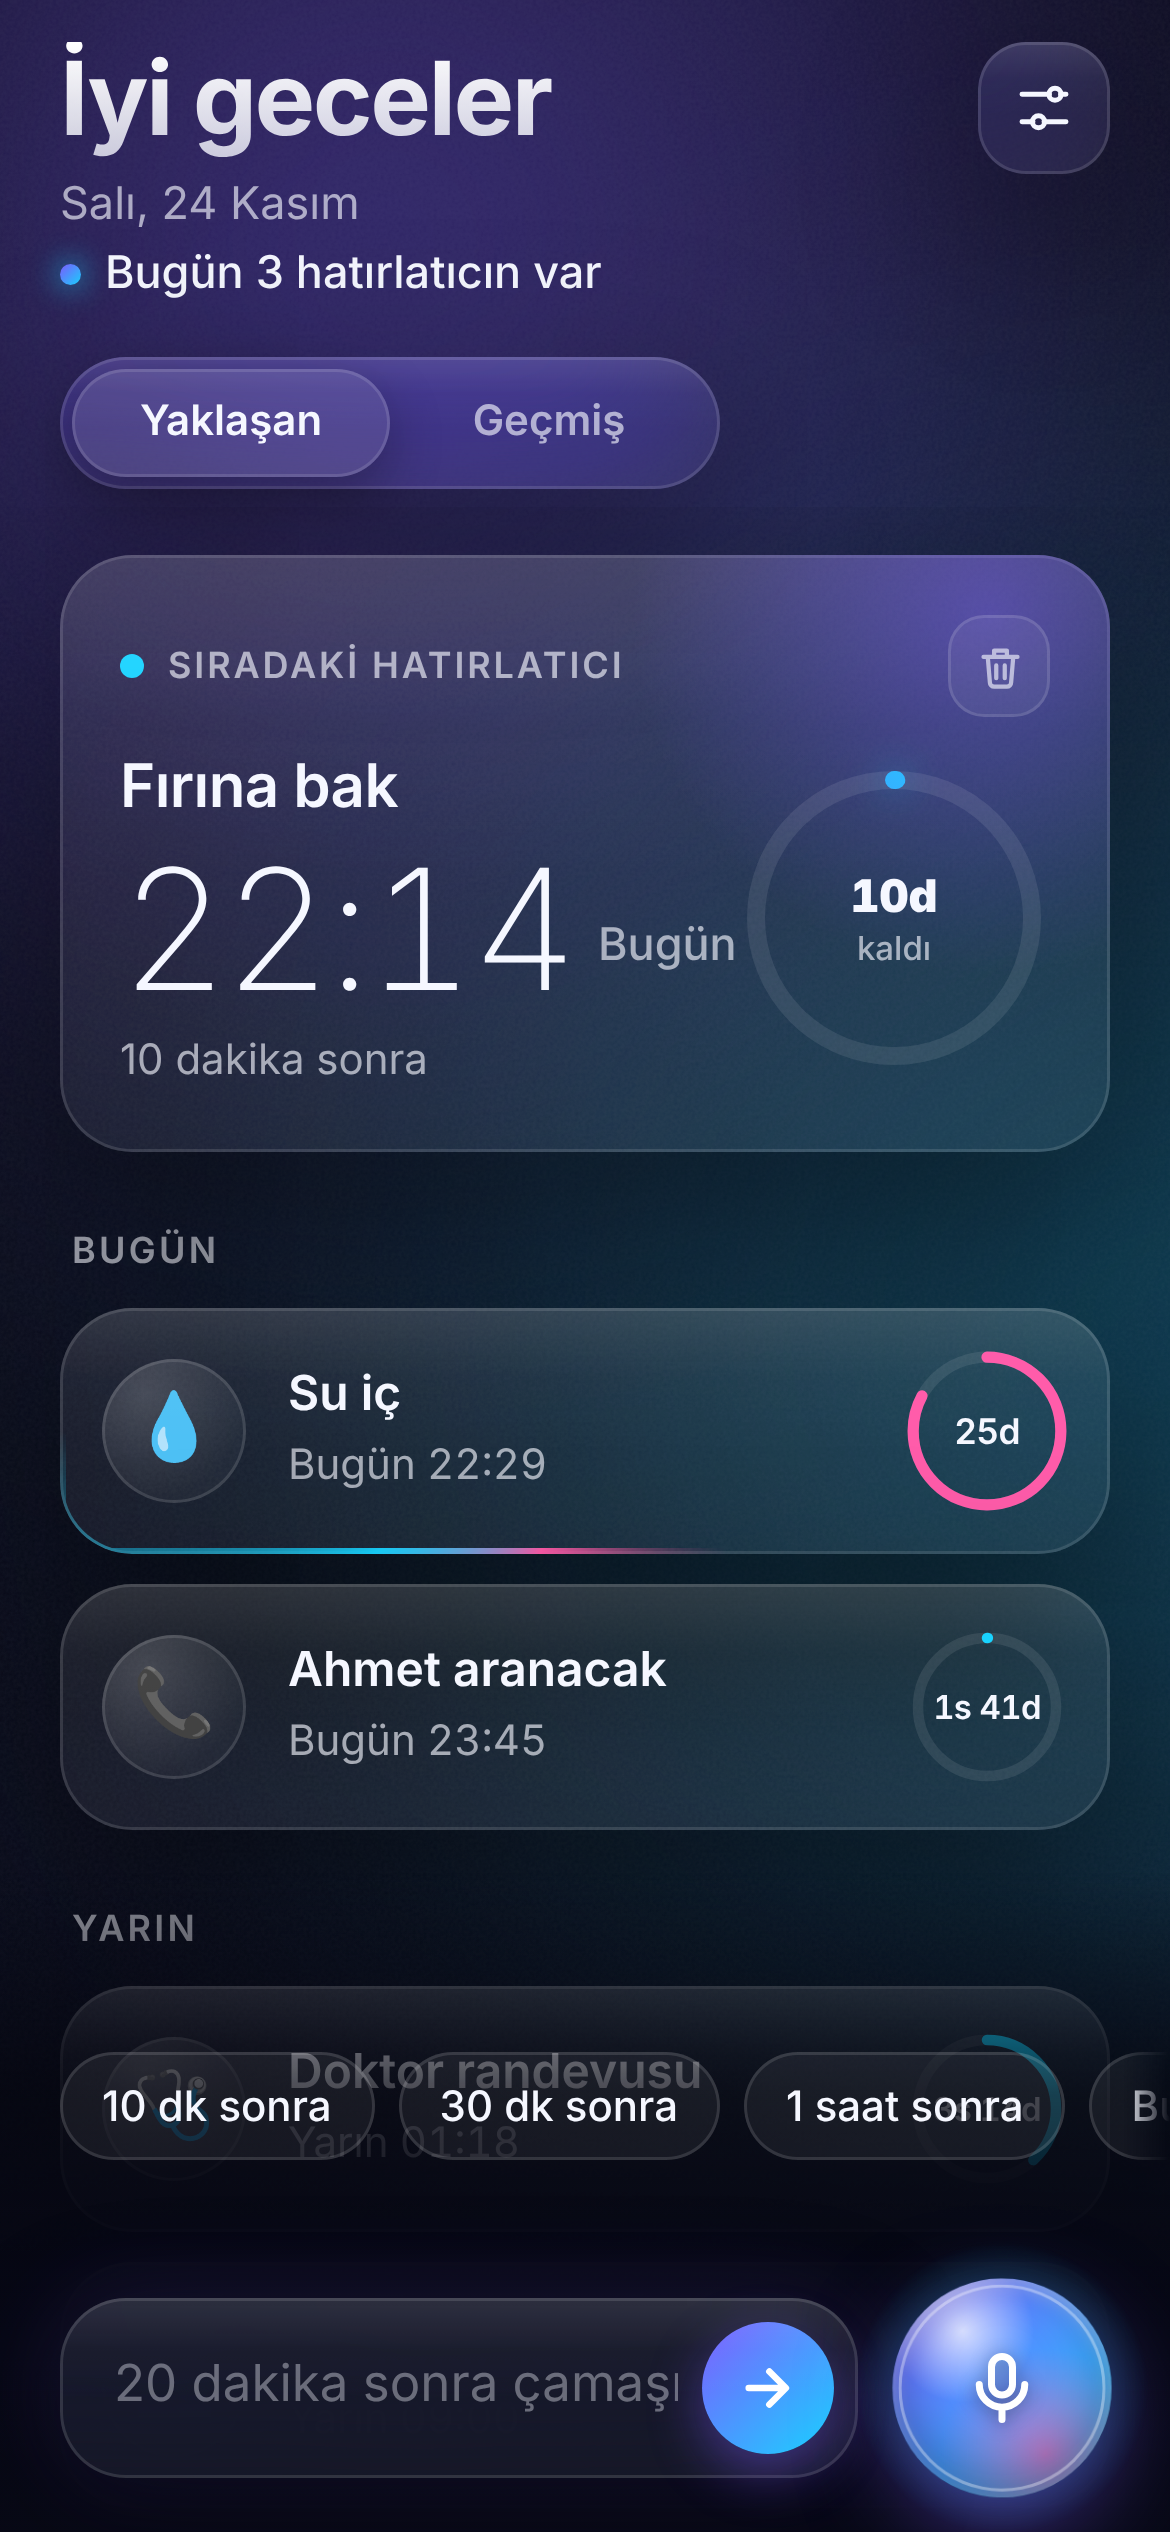 İyi geceler
Salı, 24 Kasım
Bugün 3 hatırlatıcın var
Yaklaşan
Geçmiş
SIRADAKİ HATIRLATICI
Fırına bak
22:14 Bugün
10 dakika sonra
10d
kaldı
BUGÜN
Su iç
Bugün 22:29
25d
Ahmet aranacak
Bugün 23:45
1s 41d
YARIN
Doktor randevusu
Yarın 01:18
10 dk sonra
30 dk sonra
1 saat sonra
20 dakika sonra çamaşı